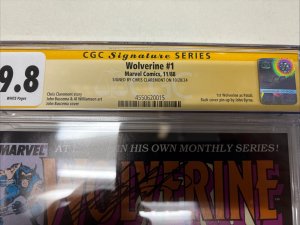 CGC Signature SERIES
9.8
WHITE Pages
Wolverine #1
Marvel Comics, 11/88
SIGNED BY CHRIS CLAREMONT ON 10/20/24
Chris Claremont story
John Buscema & Al Williamson art
John Buscema cover
1st Wolverine as Patch.
Back cover pin-up by John Byrne.
4550620015
MARVEL
AT IN HIS OWN MONTHLY SERIES!
WOLVERINE